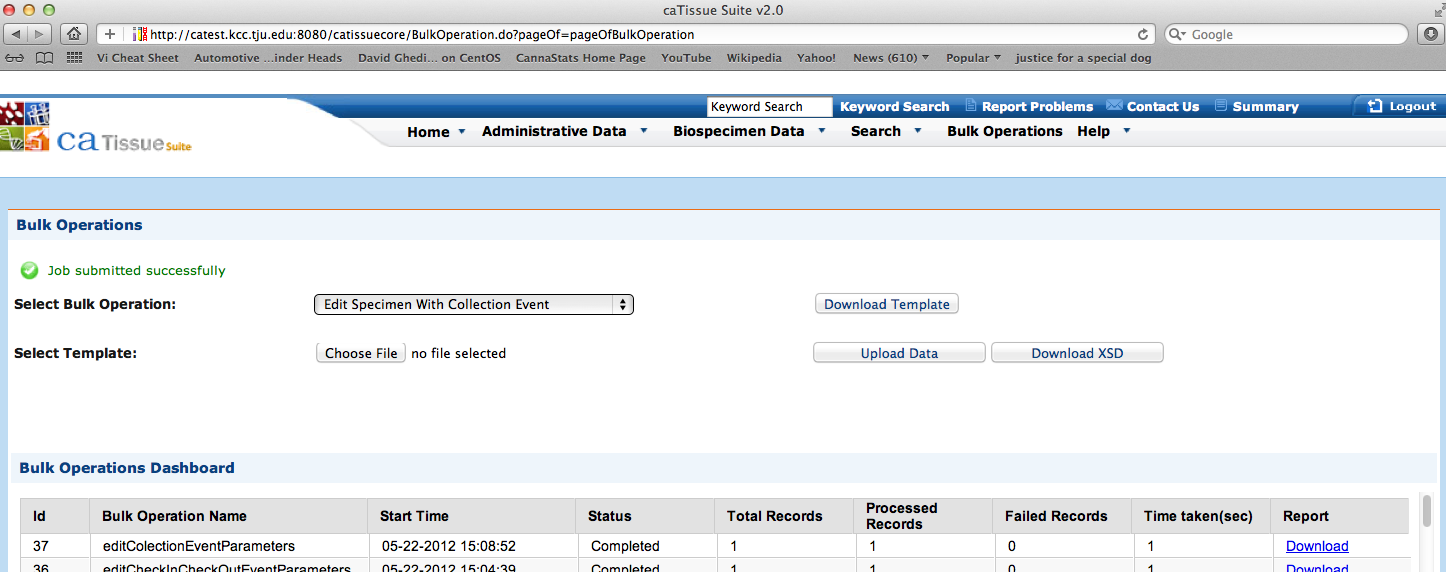 caTissue Suite v2.0
http://catest.kcc.tju.edu:8080/catissuecore/BulkOperation.do?pageOf=pageOfBulkOperation
Google
Vi Cheat Sheet Automotive ...inder Heads David Ghedi... on CentOS CannaStats Home Page YouTube Wikipedia Yahoo! News (610) Popular justice for a special dog
Keyword Search Keyword Search Report Problems Contact Us Summary Logout
Home Administrative Data Biospecimen Data Search Bulk Operations Help
ca Tissue Suite
Bulk Operations
Job submitted successfully
Select Bulk Operation: Edit Specimen With Collection Event Download Template
Select Template: Choose File no file selected Upload Data Download XSD
Bulk Operations Dashboard
Id Bulk Operation Name Start Time Status Total Records Processed Records Failed Records Time taken(sec) Report
37 editColectionEventParameters 05-22-2012 15:08:52 Completed 1 1 0 1 Download
36 editCheckInCheckOutEventParameters 05-22-2012 15:04:39 Completed 1 1 0 1 Download